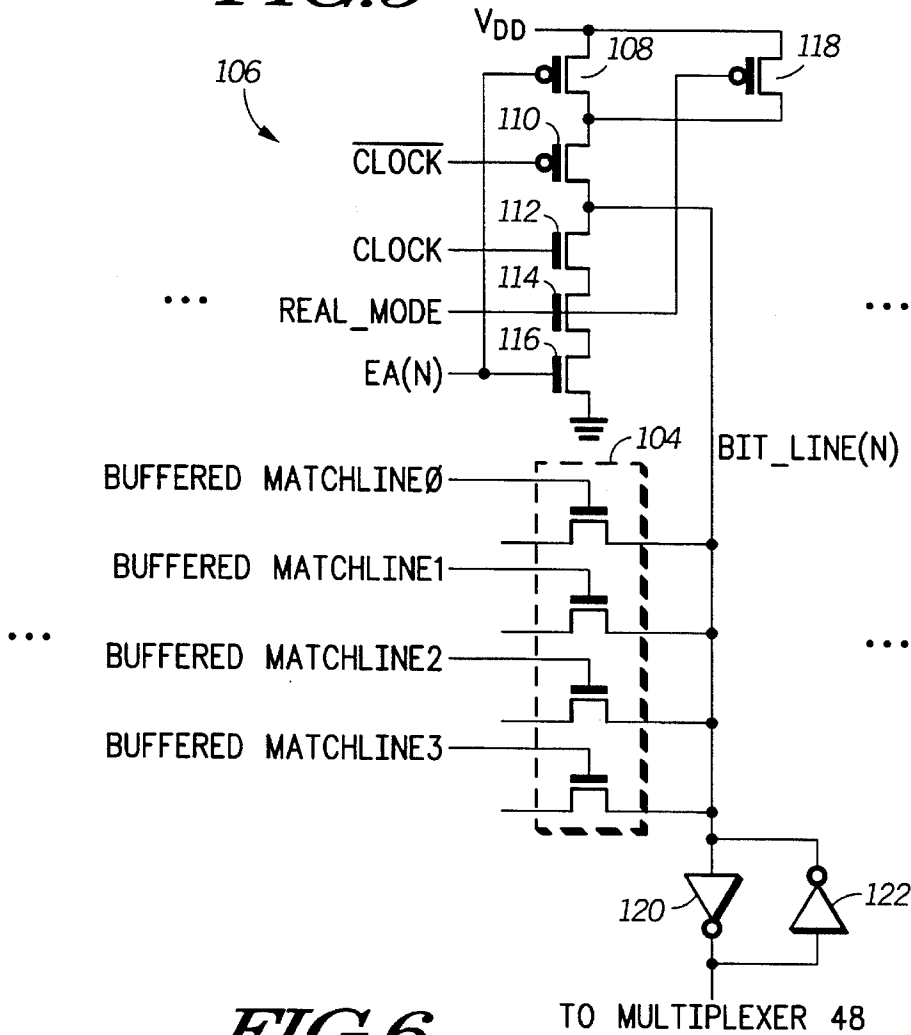 FIG.5
VDD
108
118
106
110
CLOCK
112
CLOCK
114
... REAL_MODE ...
116
EA(N)
104
BIT_LINE(N)
BUFFERED MATCHLINE0
BUFFERED MATCHLINE1
... ...
BUFFERED MATCHLINE2
BUFFERED MATCHLINE3
120
122
TO MULTIPLEXER 48
FIG.6